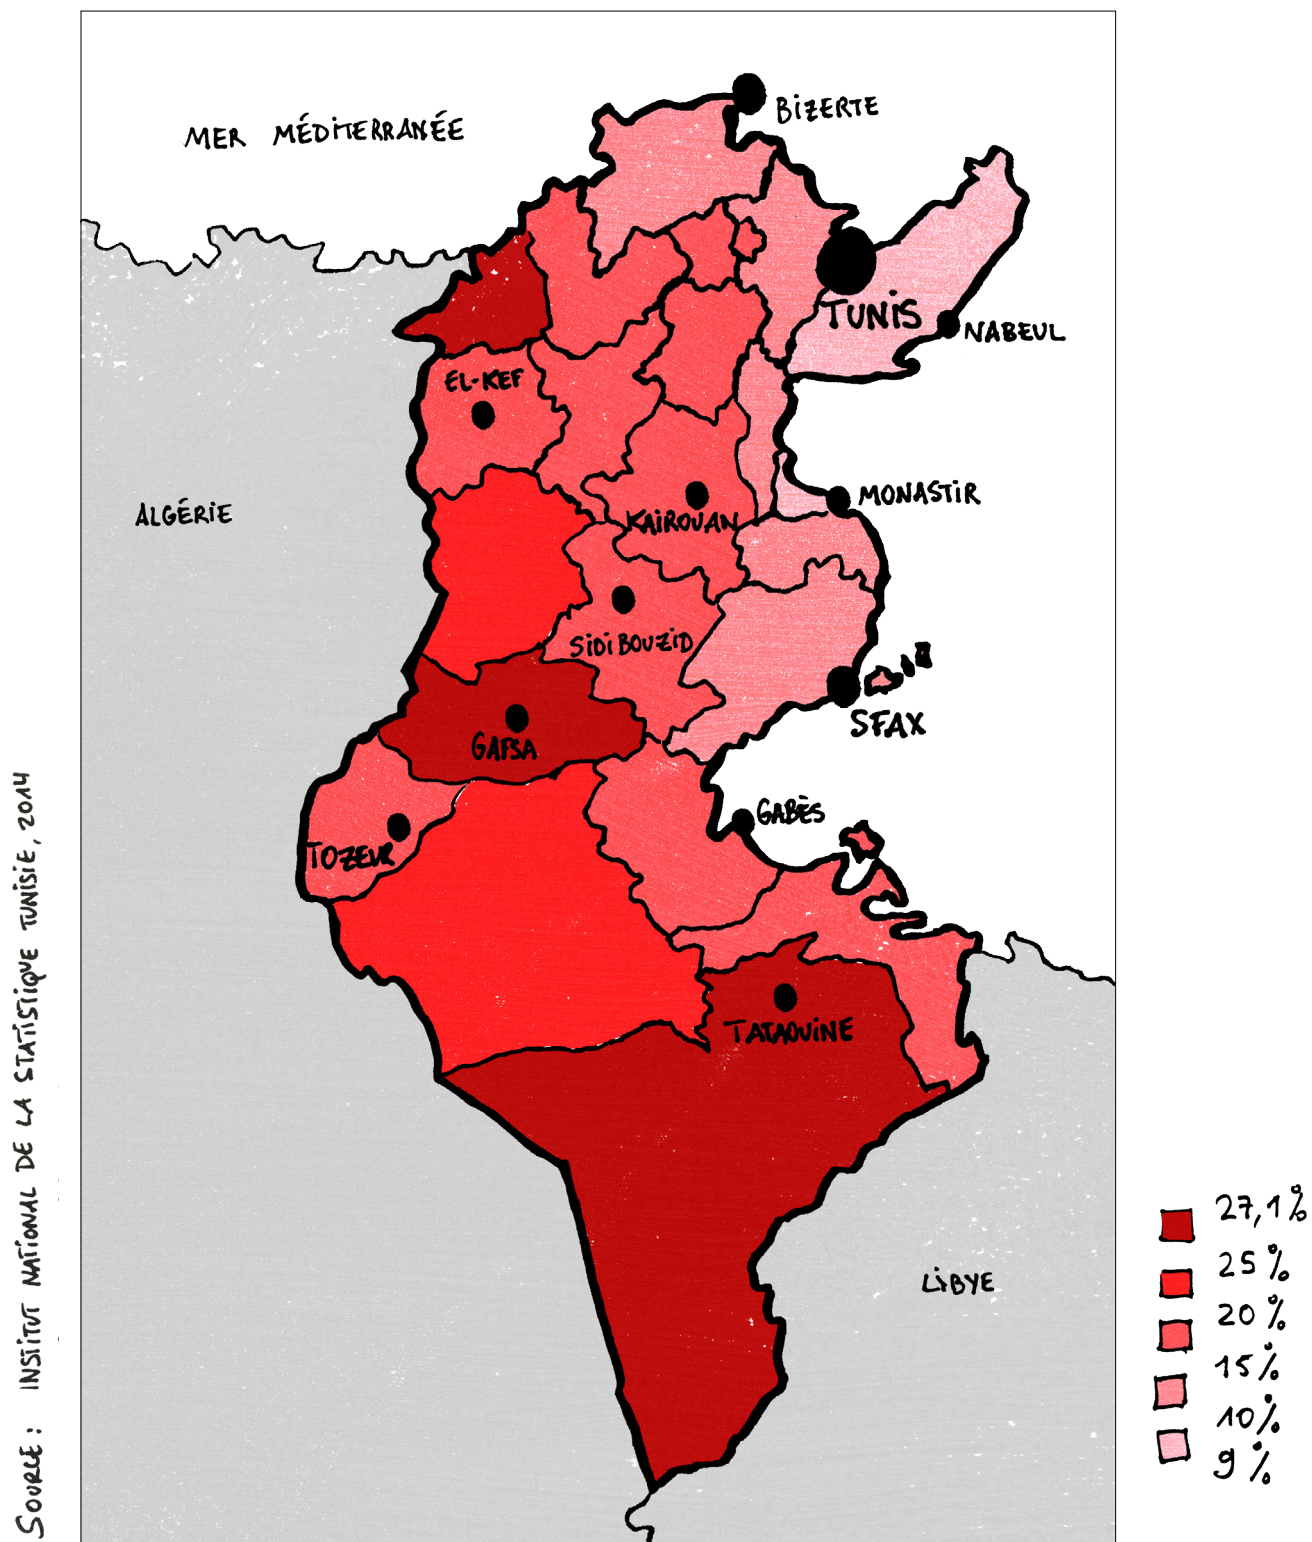 MER MÉDITERRANÉE
BIZERTE
TUNIS
NABEUL
EL-KEF
ALGÉRIE
MONASTIR
KAIROUAN
SIDI BOUZID
SFAX
GAFSA
GABÈS
TOZEUR
TATAOUINE
LIBYE
27,1%
25%
20%
15%
10%
9%
SOURCE : INSTITUT NATIONAL DE LA STATISTIQUE TUNISIE, 2014